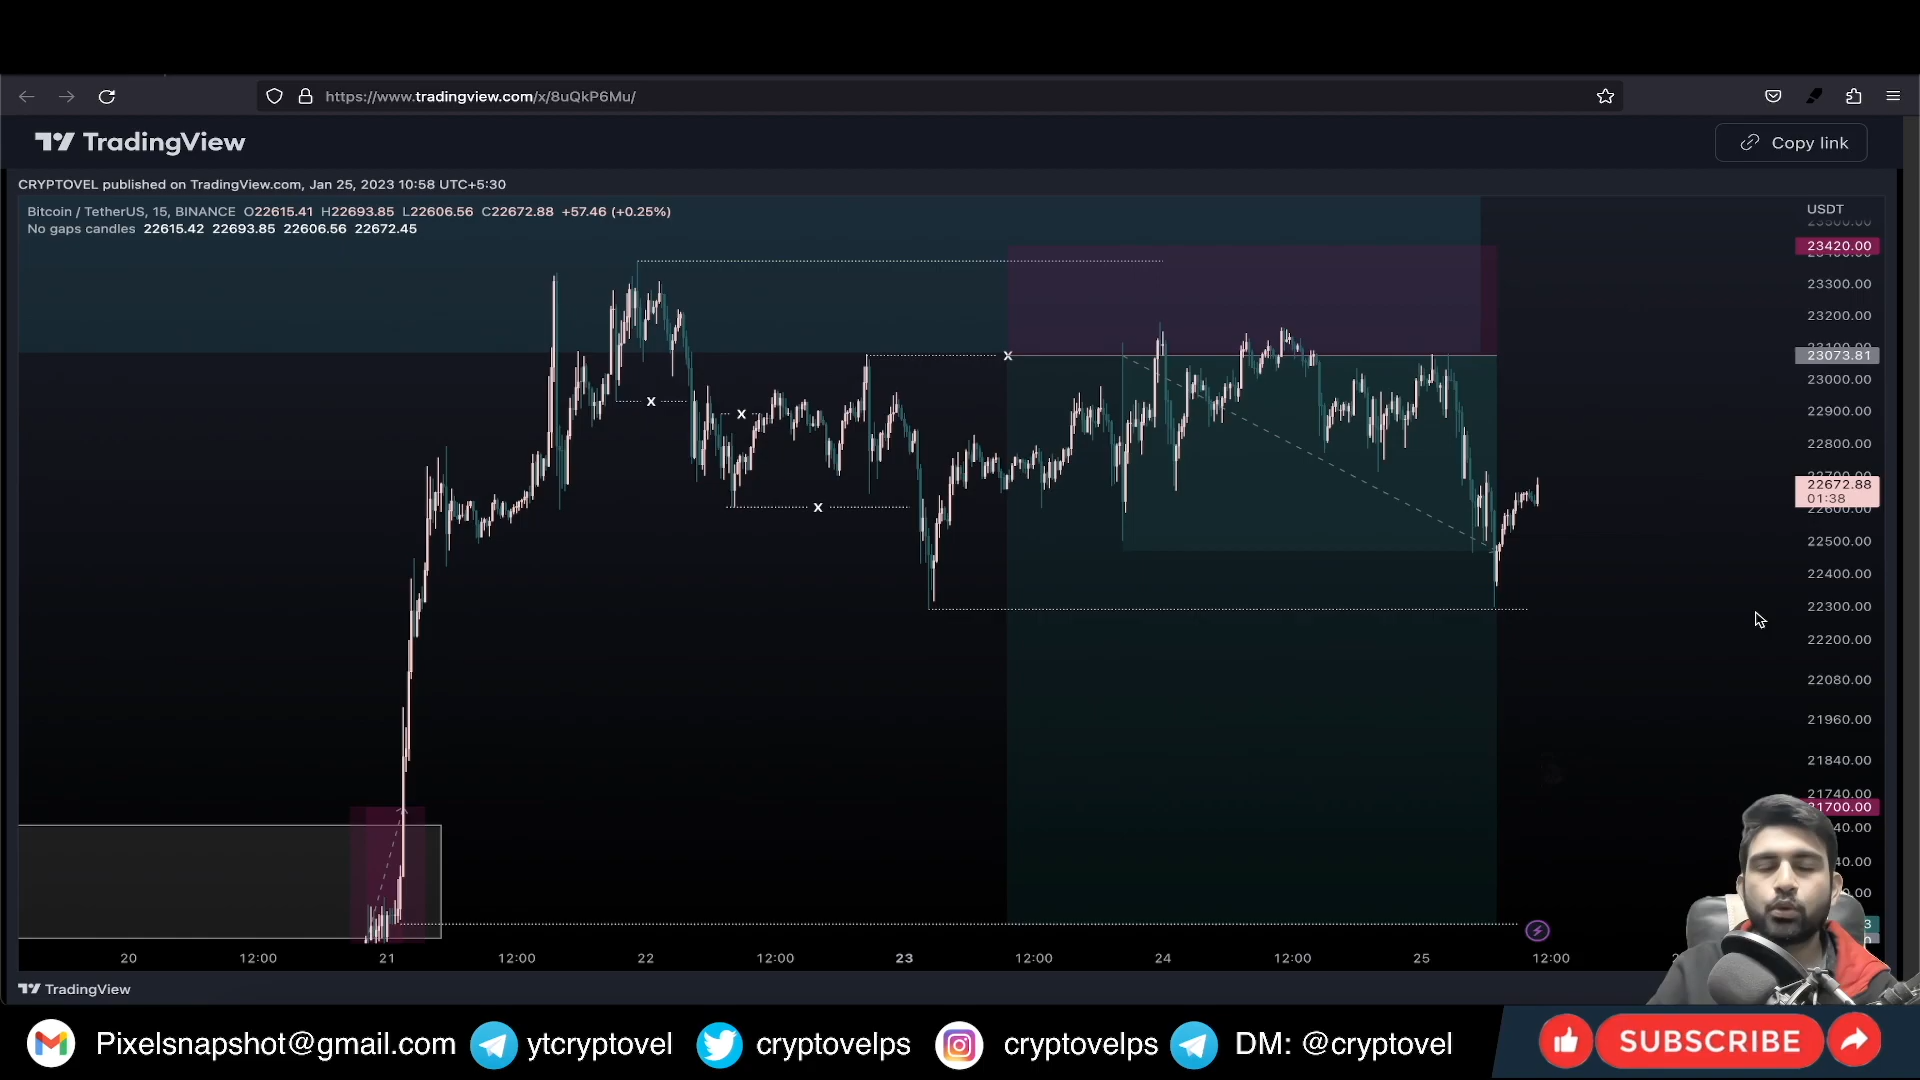 https://www.tradingview.com/x/8uQkP6Mu/
TradingView
Copy link
CRYPTOVEL published on TradingView.com, Jan 25, 2023 10:58 UTC+5:30
Bitcoin / TetherUS, 15, BINANCE O22615.41 H22693.85 L22606.56 C22672.88 +57.46 (+0.25%)
No gaps candles 22615.42 22693.85 22606.56 22672.45
USDT
23420.00
23300.00
23200.00
23073.81
23000.00
22900.00
22800.00
22700.00
22672.88
01:38
22600.00
22500.00
22400.00
22300.00
22200.00
22080.00
21960.00
21840.00
21740.00
21700.00
X
X
X
X
20 12:00 21 12:00 22 12:00 23 12:00 24 12:00 25 12:00
TradingView
Pixelsnapshot@gmail.com ytcryptovel cryptovelps cryptovelps DM: @cryptovel SUBSCRIBE